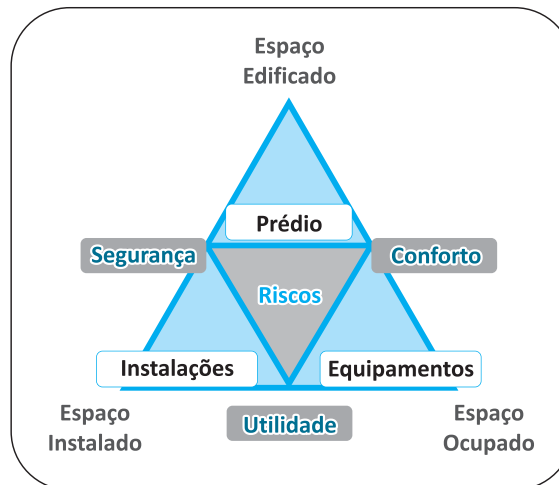 Espaço
Edificado
Prédio
Segurança
Conforto
Riscos
Instalações
Equipamentos
Espaço
Instalado
Utilidade
Espaço
Ocupado